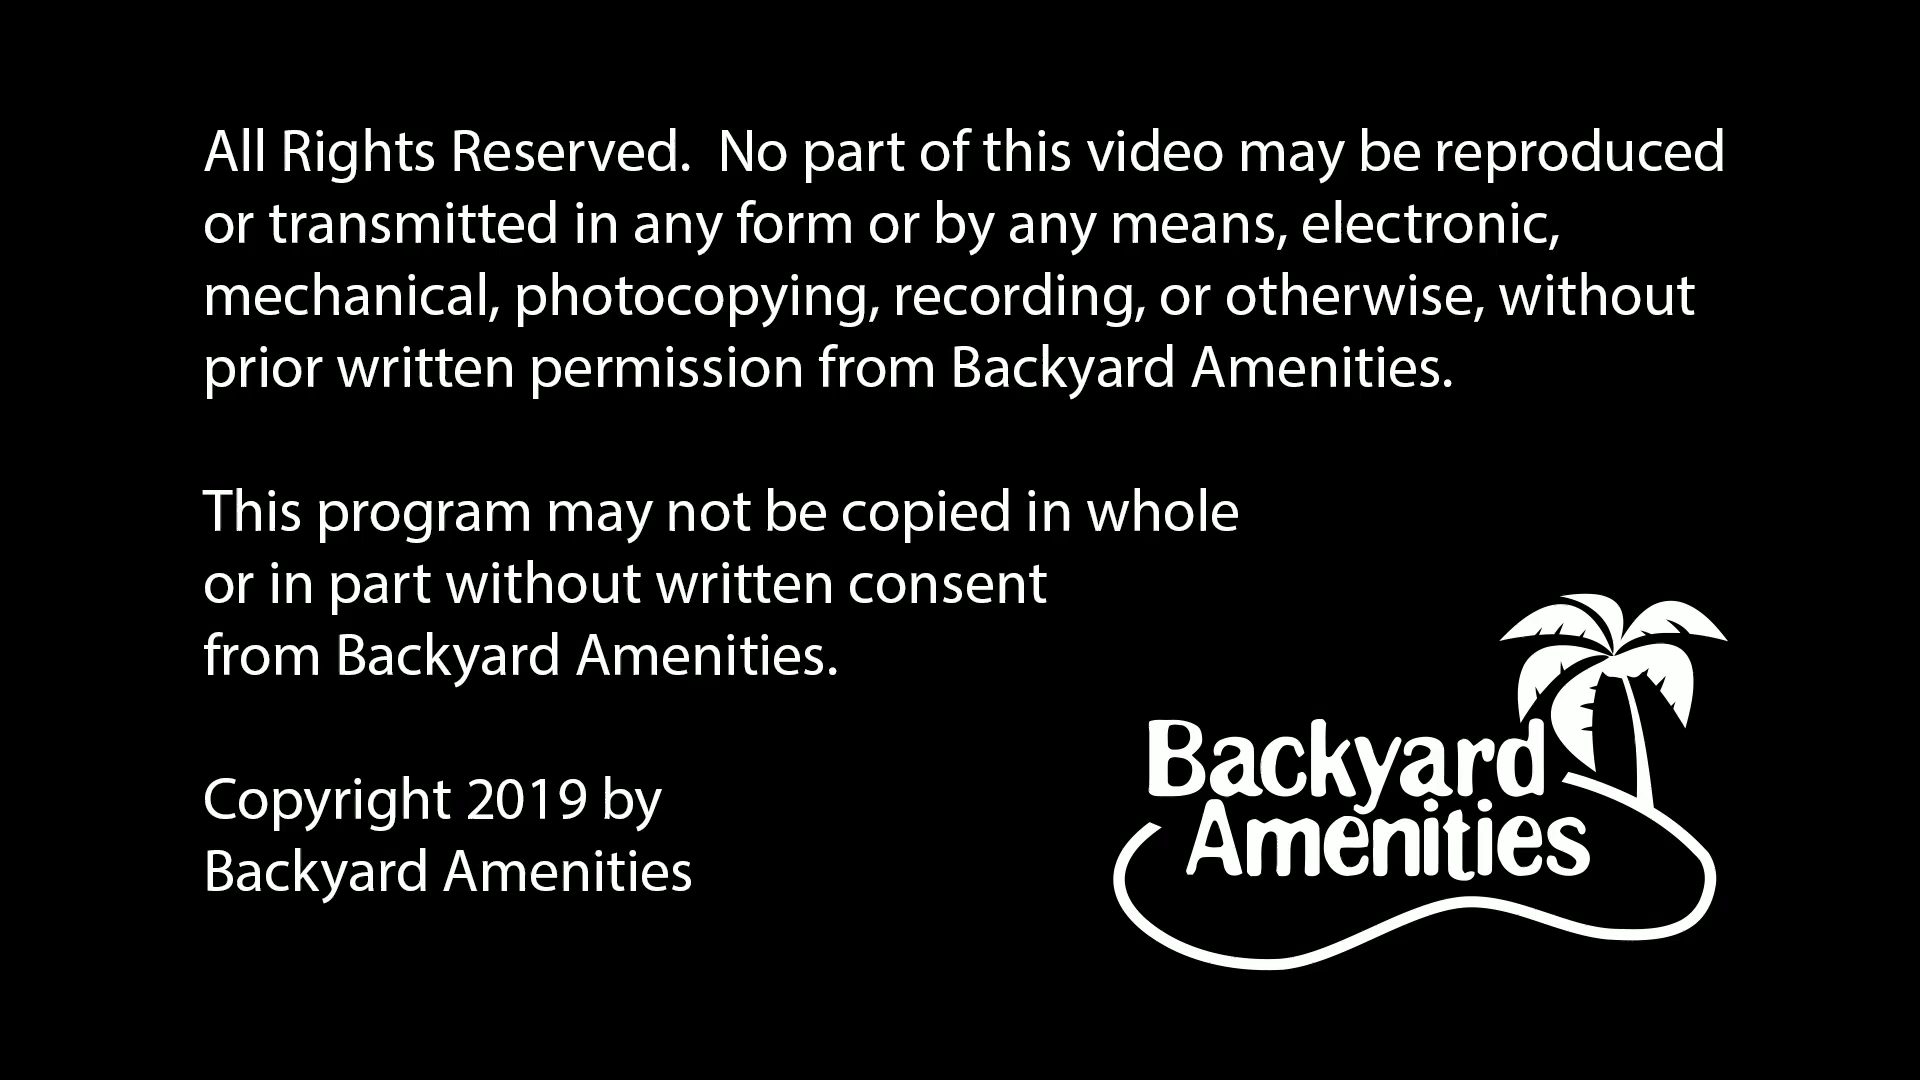 All Rights Reserved.  No part of this video may be reproduced
or transmitted in any form or by any means, electronic,
mechanical, photocopying, recording, or otherwise, without
prior written permission from Backyard Amenities.
This program may not be copied in whole
or in part without written consent
from Backyard Amenities.
Copyright 2019 by
Backyard Amenities
Backyard
Amenities